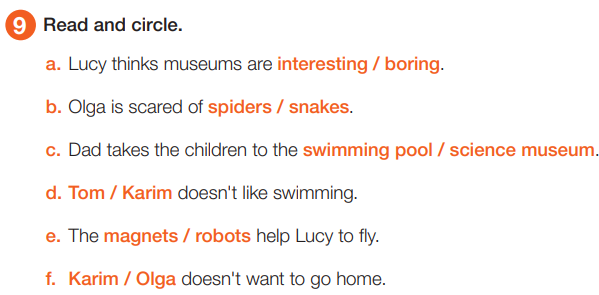 9 Read and circle.
a. Lucy thinks museums are interesting / boring.
b. Olga is scared of spiders / snakes.
c. Dad takes the children to the swimming pool / science museum.
d. Tom / Karim doesn't like swimming.
e. The magnets / robots help Lucy to fly.
f. Karim / Olga doesn't want to go home.